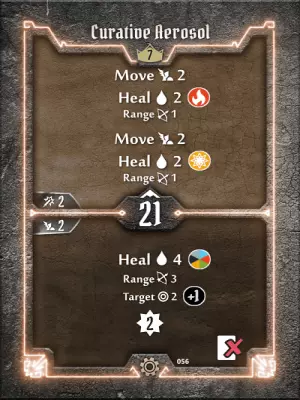 Curative Aerosol
7
Move 2
Heal 2
Range 1
Move 2
Heal 2
Range 1
2
21
2
Heal 4
Range 3
Target 2 +1
2
056